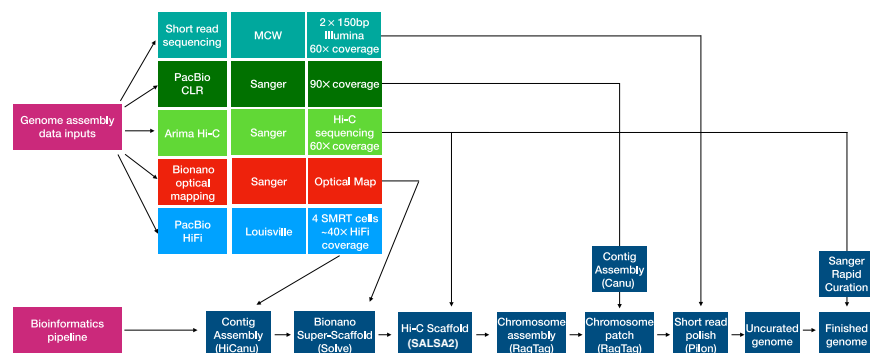 Short read
sequencing
MCW
2 × 150bp
Illumina
60× coverage
PacBio
CLR
Sanger
90× coverage
Genome assembly
data inputs
Arima Hi-C
Sanger
Hi-C
sequencing
60× coverage
Bionano
optical
mapping
Sanger
Optical Map
PacBio
HiFi
Louisville
4 SMRT cells
~40× HiFi
coverage
Contig
Assembly
(Canu)
Sanger
Rapid
Curation
Bioinformatics
pipeline
Contig
Assembly
(HiCanu)
Bionano
Super-Scaffold
(Solve)
Hi-C Scaffold
(SALSA2)
Chromosome
assembly
(RagTag)
Chromosome
patch
(RagTag)
Short read
polish
(Pilon)
Uncurated
genome
Finished
genome